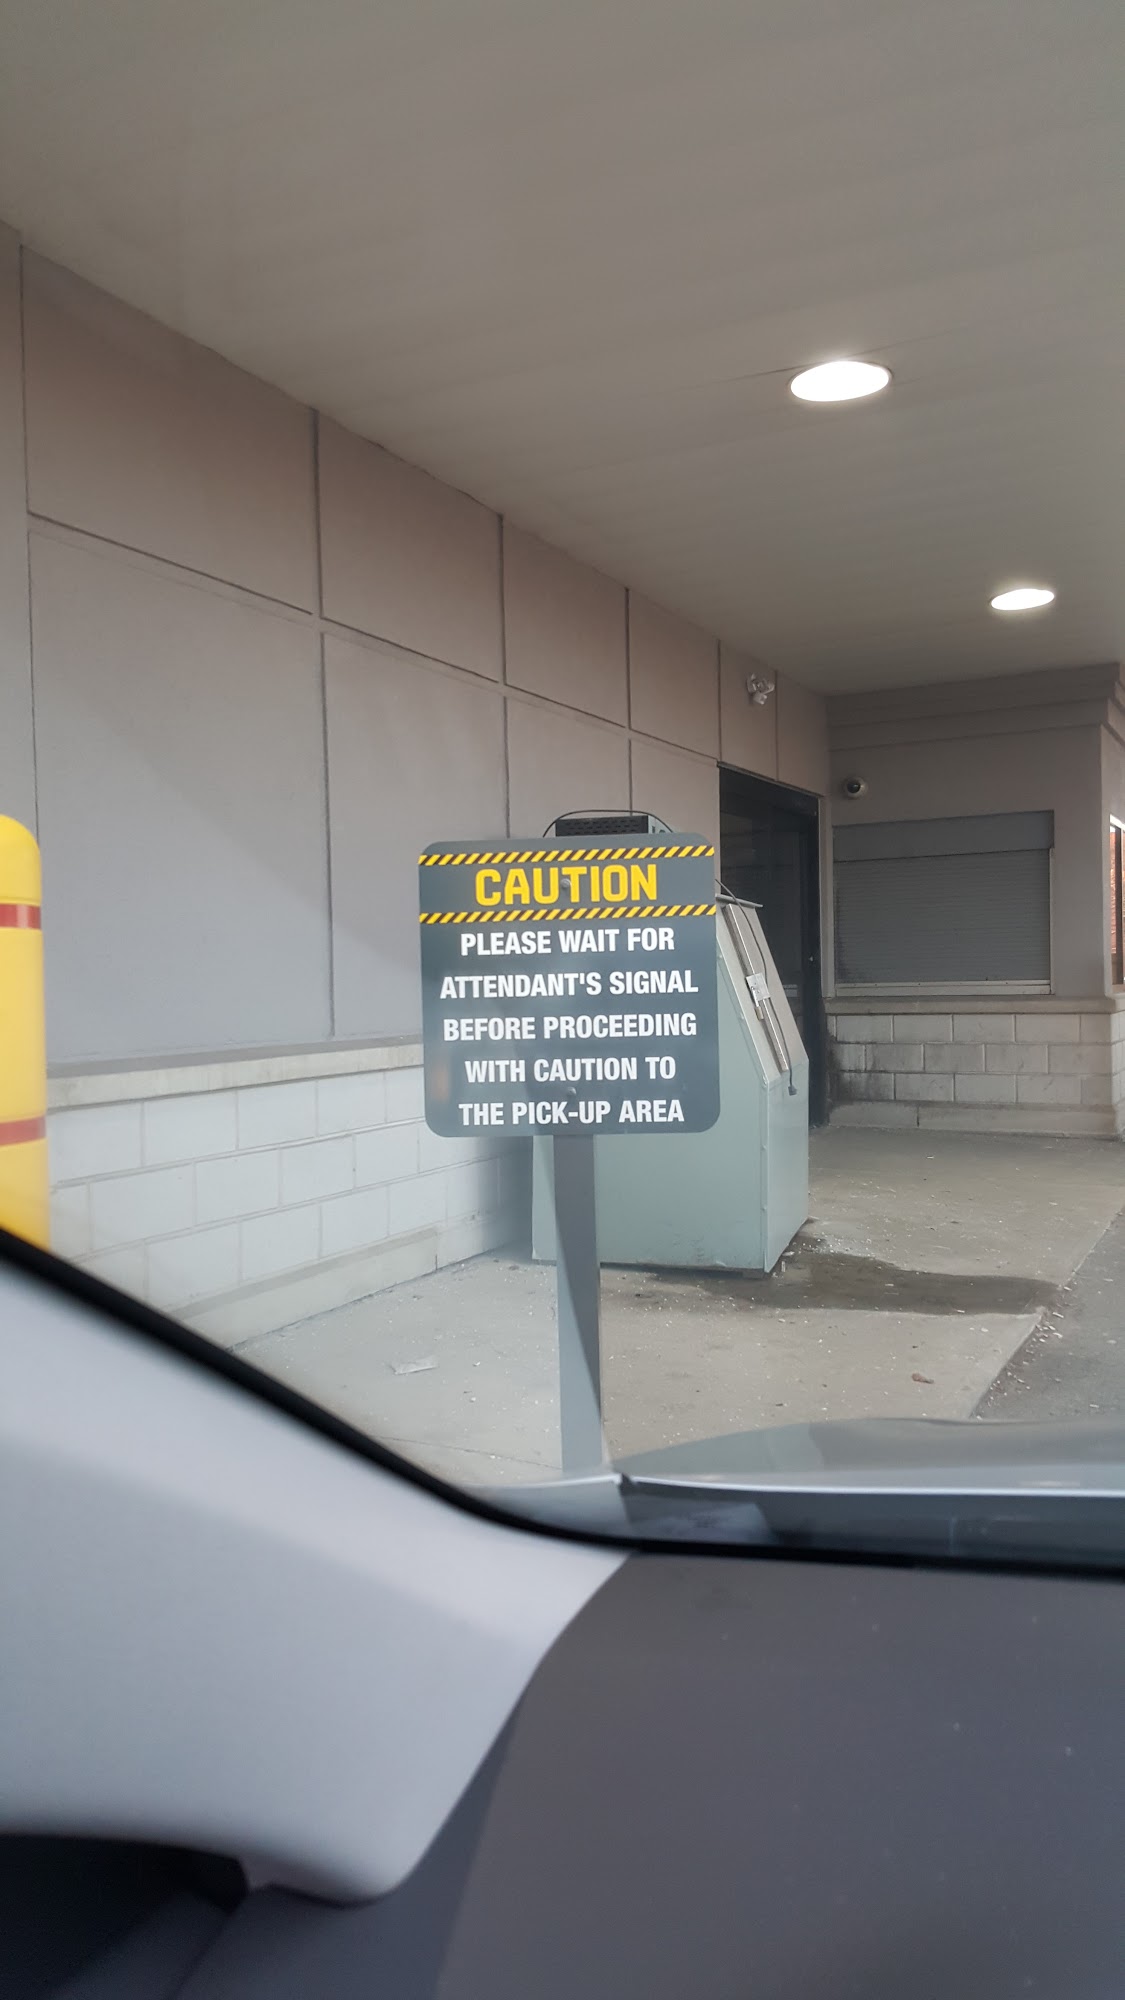 CAUTION
PLEASE WAIT FOR
ATTENDANT'S SIGNAL
BEFORE PROCEEDING
WITH CAUTION TO
THE PICK-UP AREA